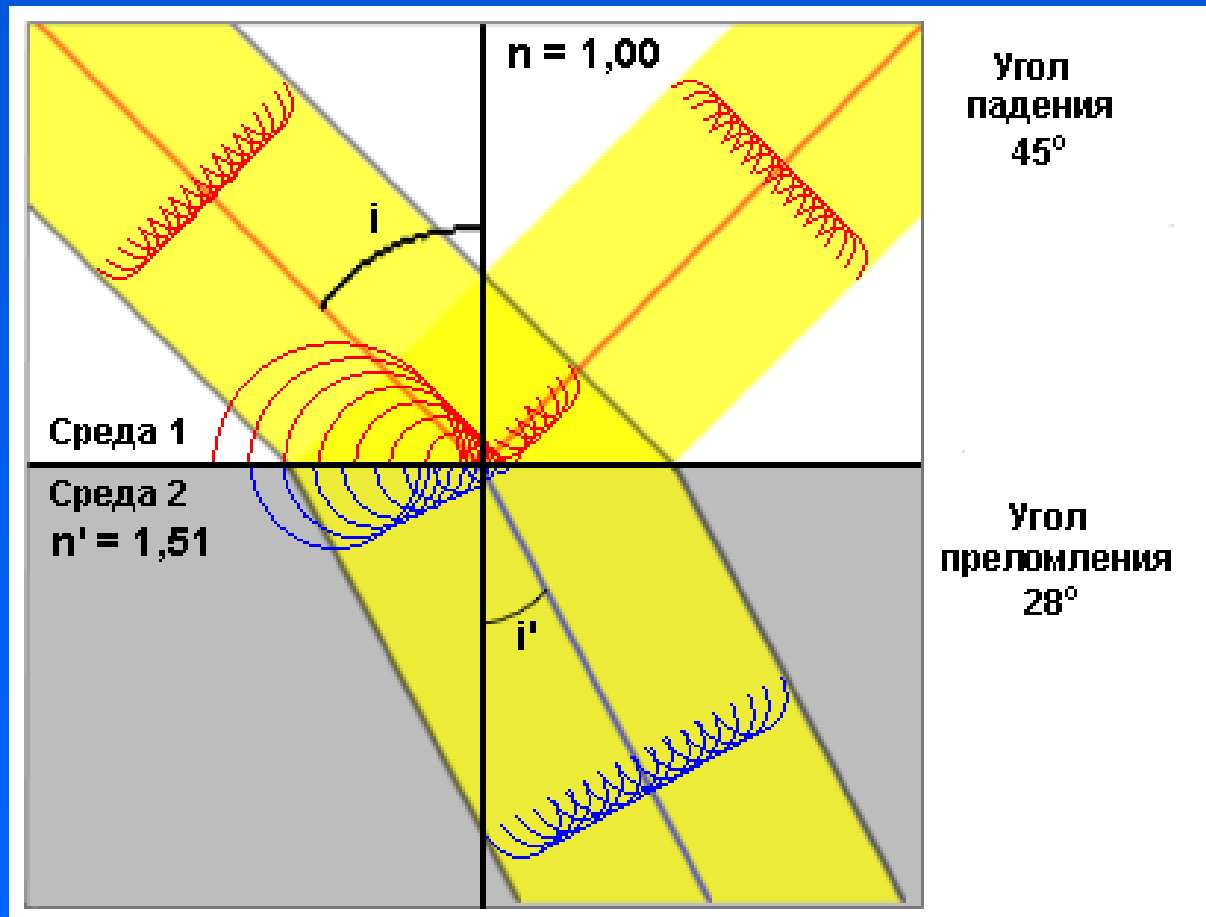 n = 1,00
Угол
падения
45°
i
Среда 1
Среда 2
n' = 1,51
Угол
преломления
28°
i'